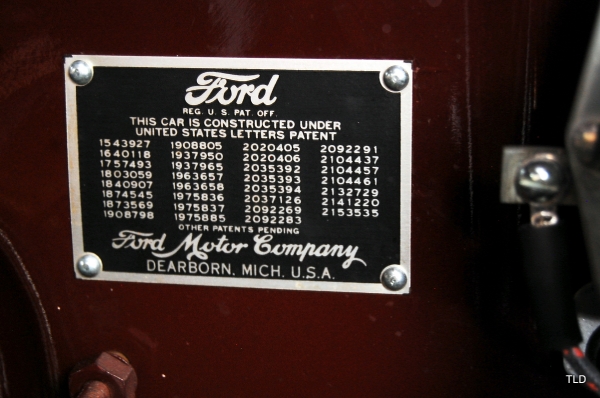 Ford
REG. U. S. PAT. OFF.
THIS CAR IS CONSTRUCTED UNDER
UNITED STATES LETTERS PATENT
1543927 1908805 2020405 2092291
1640118 1937950 2020406 2104437
1757493 1937965 2035392 2104457
1803059 1963657 2035393 2104461
1840907 1963658 2035394 2132729
1874545 1975836 2037126 2141220
1873569 1975837 2092269 2153535
1908798 1975885 2092283
OTHER PATENTS PENDING
Ford Motor Company
DEARBORN, MICH. U.S.A.
TLD